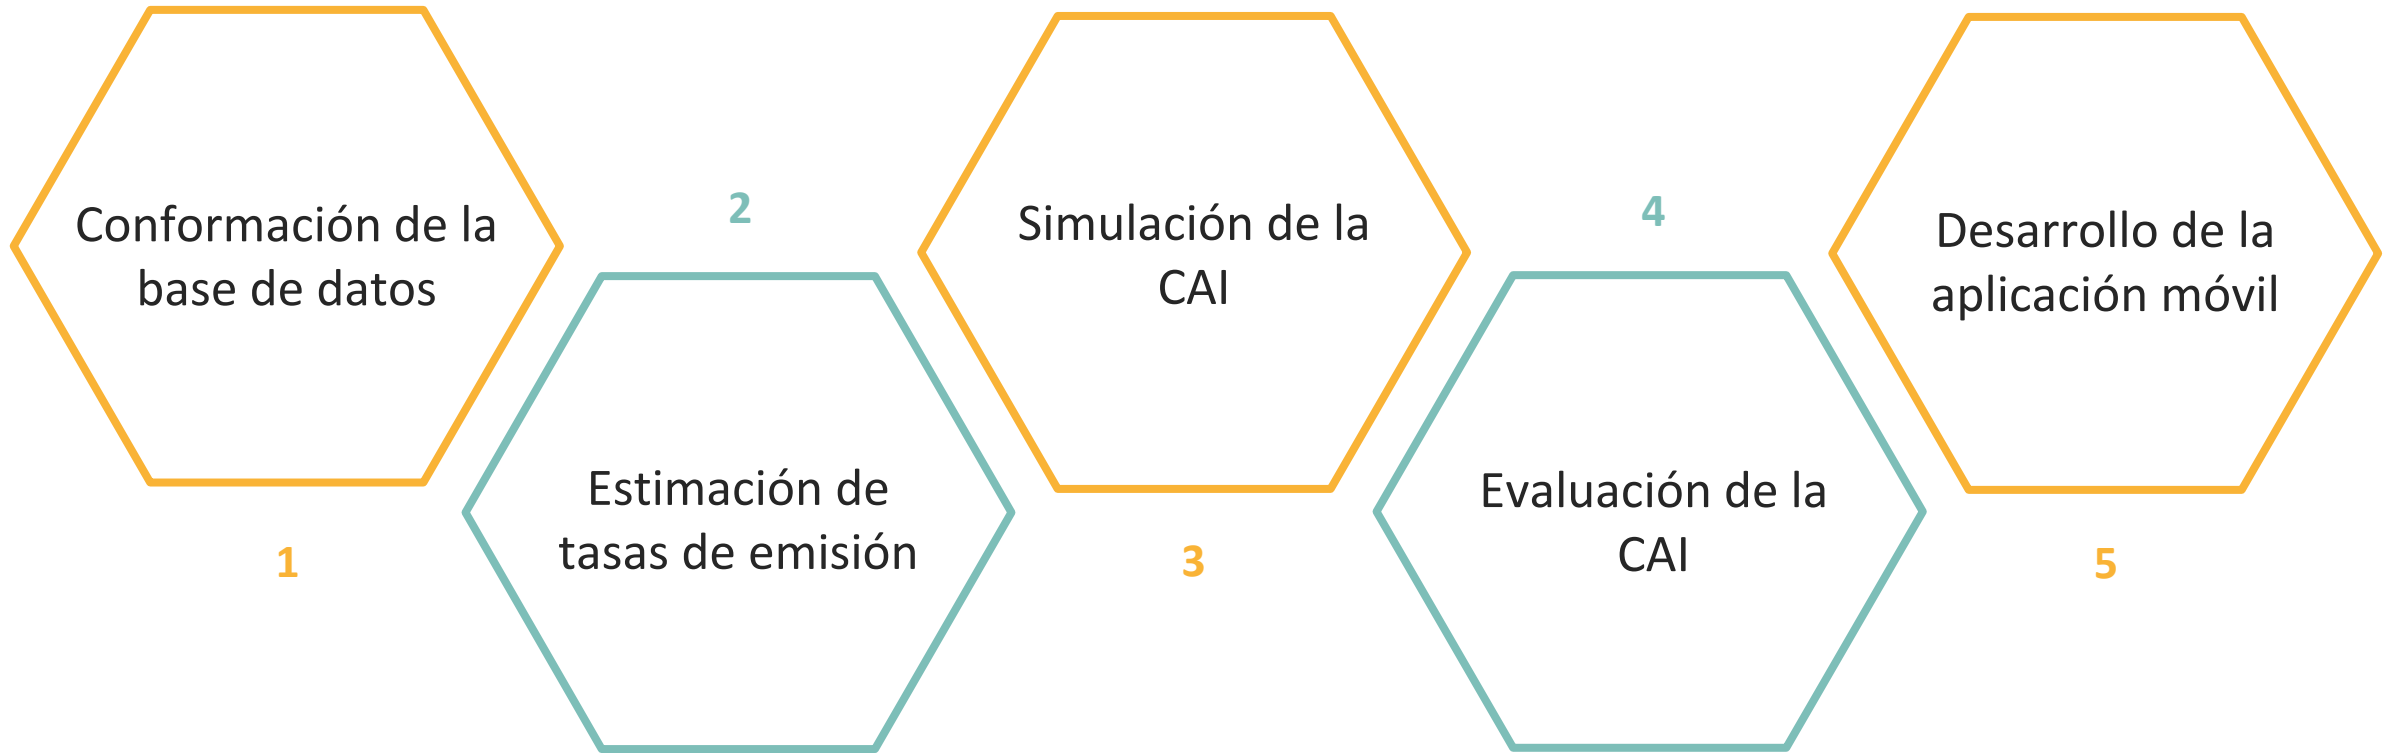 Conformación de la
base de datos
1
2
Estimación de
tasas de emisión
Simulación de la
CAI
3
4
Evaluación de la
CAI
Desarrollo de la
aplicación móvil
5